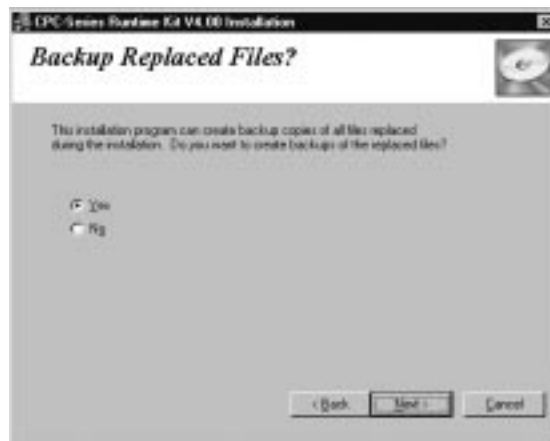 CPC-Series Runtime Kit V4.00 Installation
Backup Replaced Files?
This installation program can create backup copies of all files replaced
during the installation. Do you want to create backups of the replaced files?
Yes
No
< Back
Next >
Cancel